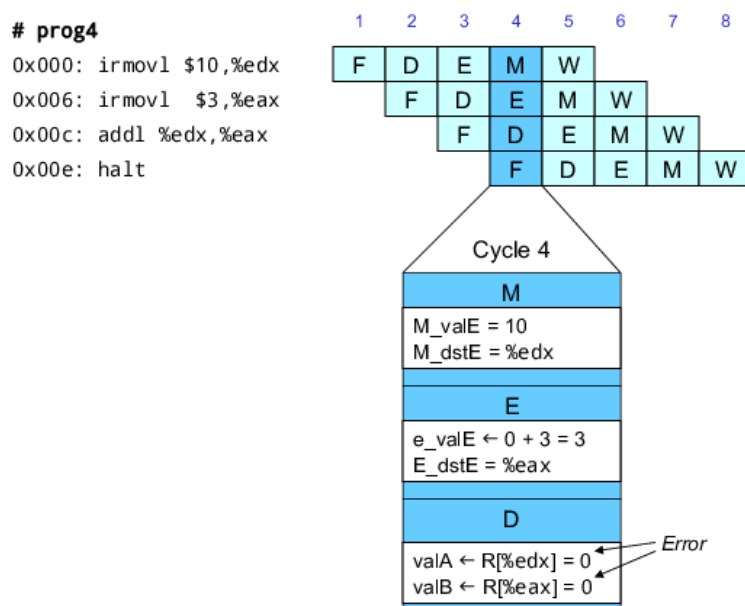 # prog4
1 2 3 4 5 6 7 8
0x000: irmovl $10,%edx F D E M W
0x006: irmovl  $3,%eax F D E M W
0x00c: addl %edx,%eax F D E M W
0x00e: halt F D E M W
Cycle 4
M
M_valE = 10
M_dstE = %edx
E
e_valE ← 0 + 3 = 3
E_dstE = %eax
D
valA ← R[%edx] = 0
valB ← R[%eax] = 0
Error